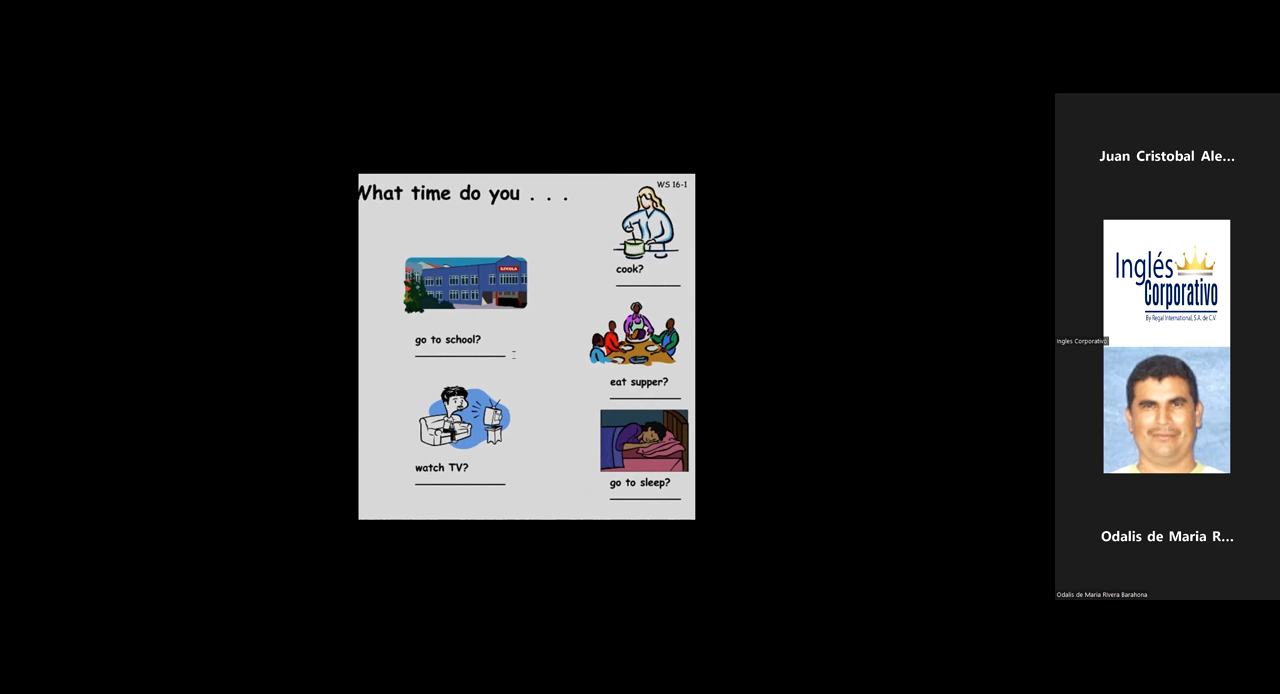 What time do you . . .
WS 16-1
cook?
SZKOLA
go to school?
eat supper?
watch TV?
go to sleep?
Juan Cristobal Ale...
Inglés
Corporativo
By Regal International, S.A. de C.V.
Ingles Corporativo
Odalis de Maria R...
Odalis de Maria Rivera Barahona